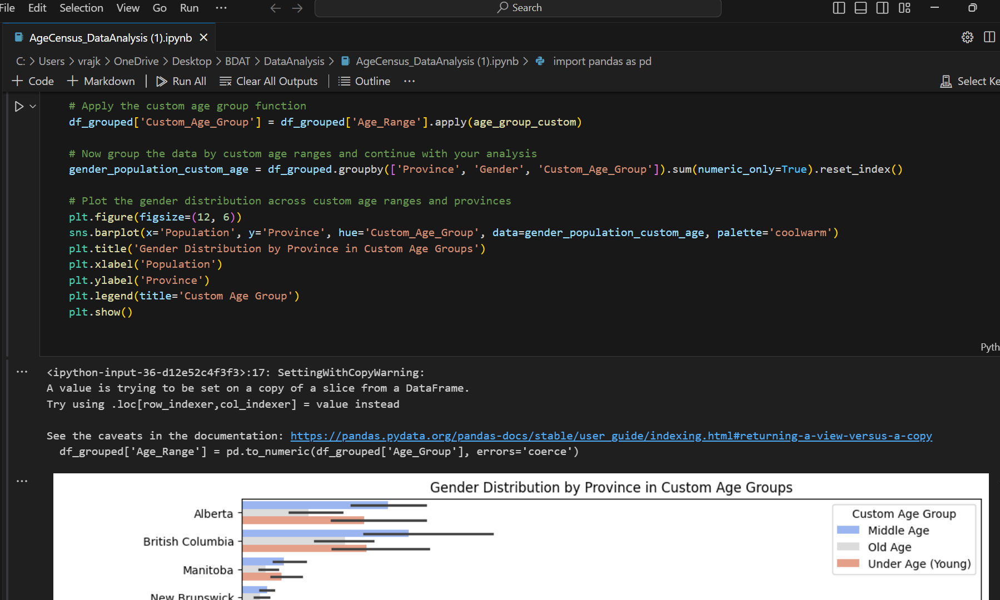 File Edit Selection View Go Run ··· Search
AgeCensus_DataAnalysis (1).ipynb
C: > Users > vrajk > OneDrive > Desktop > BDAT > DataAnalysis > AgeCensus_DataAnalysis (1).ipynb > import pandas as pd
+ Code + Markdown | Run All Clear All Outputs | Outline ··· Select Ke
# Apply the custom age group function
df_grouped['Custom_Age_Group'] = df_grouped['Age_Range'].apply(age_group_custom)
# Now group the data by custom age ranges and continue with your analysis
gender_population_custom_age = df_grouped.groupby(['Province', 'Gender', 'Custom_Age_Group']).sum(numeric_only=True).reset_index()
# Plot the gender distribution across custom age ranges and provinces
plt.figure(figsize=(12, 6))
sns.barplot(x='Population', y='Province', hue='Custom_Age_Group', data=gender_population_custom_age, palette='coolwarm')
plt.title('Gender Distribution by Province in Custom Age Groups')
plt.xlabel('Population')
plt.ylabel('Province')
plt.legend(title='Custom Age Group')
plt.show()
Pyth
<ipython-input-36-d12e52c4f3f3>:17: SettingWithCopyWarning:
A value is trying to be set on a copy of a slice from a DataFrame.
Try using .loc[row_indexer,col_indexer] = value instead
See the caveats in the documentation: https://pandas.pydata.org/pandas-docs/stable/user_guide/indexing.html#returning-a-view-versus-a-copy
df_grouped['Age_Range'] = pd.to_numeric(df_grouped['Age_Group'], errors='coerce')
Gender Distribution by Province in Custom Age Groups
Alberta
British Columbia
Manitoba
New Brunswick
Custom Age Group
Middle Age
Old Age
Under Age (Young)